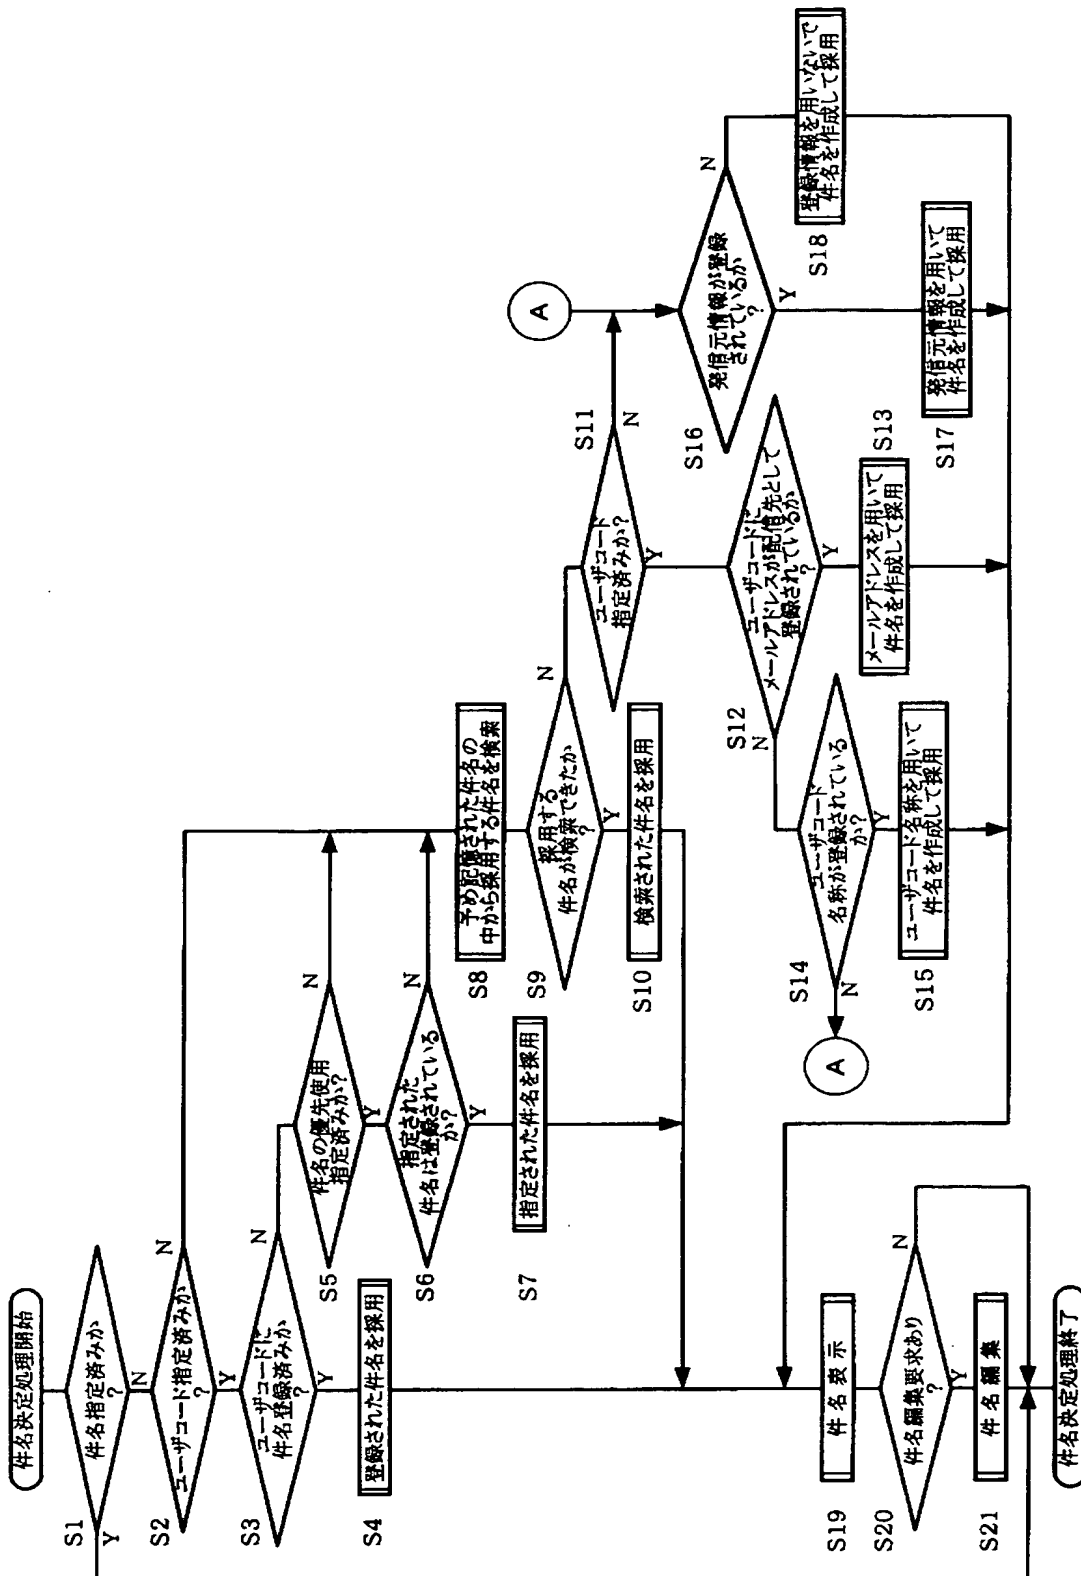 件名決定処理開始
S1
件名指定済みか
?
Y
N
S2
ユーザコード指定済みか
?
N
Y
S3
ユーザコードに
件名登録済みか
?
N
Y
S4
登録された件名を採用
S5
件名の優先使用
指定済みか?
N
Y
S6
指定された
件名は登録されている
か?
N
Y
S7
指定された件名を採用
S8
予め記憶された件名の
中から採用する件名を検索
S9
採用する
件名が検索できたか
?
N
Y
S10
検索された件名を採用
S11
ユーザコード
指定済みか?
N
Y
S12
ユーザコードに
メールアドレスが配信先として
登録されているか
?
N
Y
S13
メールアドレスを用いて
件名を作成して採用
S14
ユーザコード
名称が登録されている
か?
N
Y
A
S15
ユーザコード名称を用いて
件名を作成して採用
A
S16
発信元情報が登録
されているか
?
N
Y
S17
発信元情報を用いて
件名を作成して採用
S18
登録情報を用いないで
件名を作成して採用
S19
件名表示
S20
件名編集要求あり
?
N
Y
S21
件名編集
件名決定処理終了